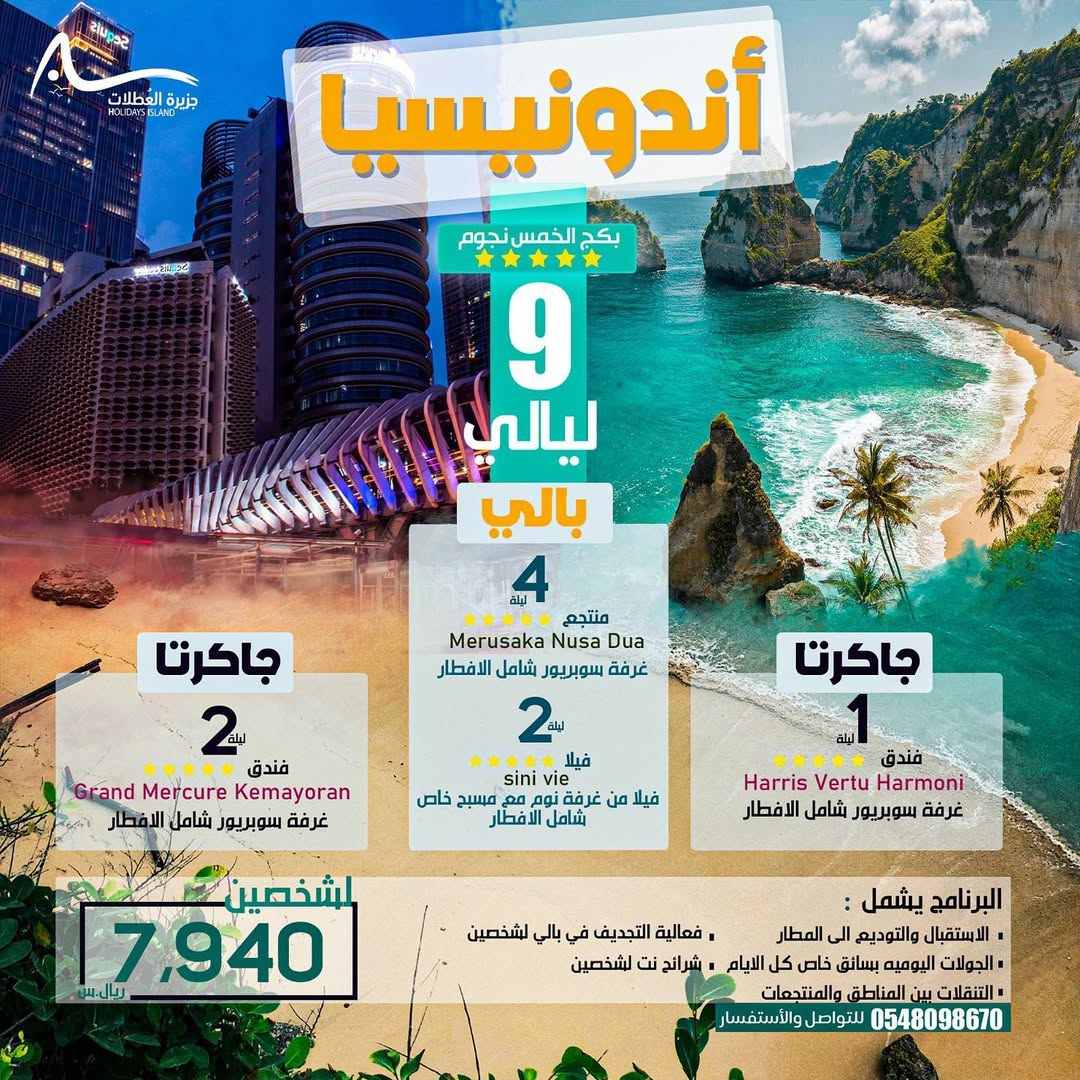 Sequis
جزيرة العطلات
HOLIDAYS ISLAND
أندونيسيا
بكج الخمس نجوم
9
ليالي
بالي
4
ليلة
منتجع
Merusaka Nusa Dua
غرفة سوبريور شامل الافطار
2
ليلة
فيلا
sini vie
فيلا من غرفة نوم مع مسبح خاص
شامل الافطار
جاكرتا
1
ليلة
فندق
Harris Vertu Harmoni
غرفة سوبريور شامل الافطار
جاكرتا
2
ليلة
فندق
Grand Mercure Kemayoran
غرفة سوبريور شامل الافطار
البرنامج يشمل :
• الاستقبال والتوديع الى المطار
• الجولات اليوميه بسائق خاص كل الايام
• التنقلات بين المناطق والمنتجعات
• فعالية التجديف في بالي لشخصين
• شرائح نت لشخصين
للتواصل والأستفسار 0548098670
لشخصين
7,940
ريال.س